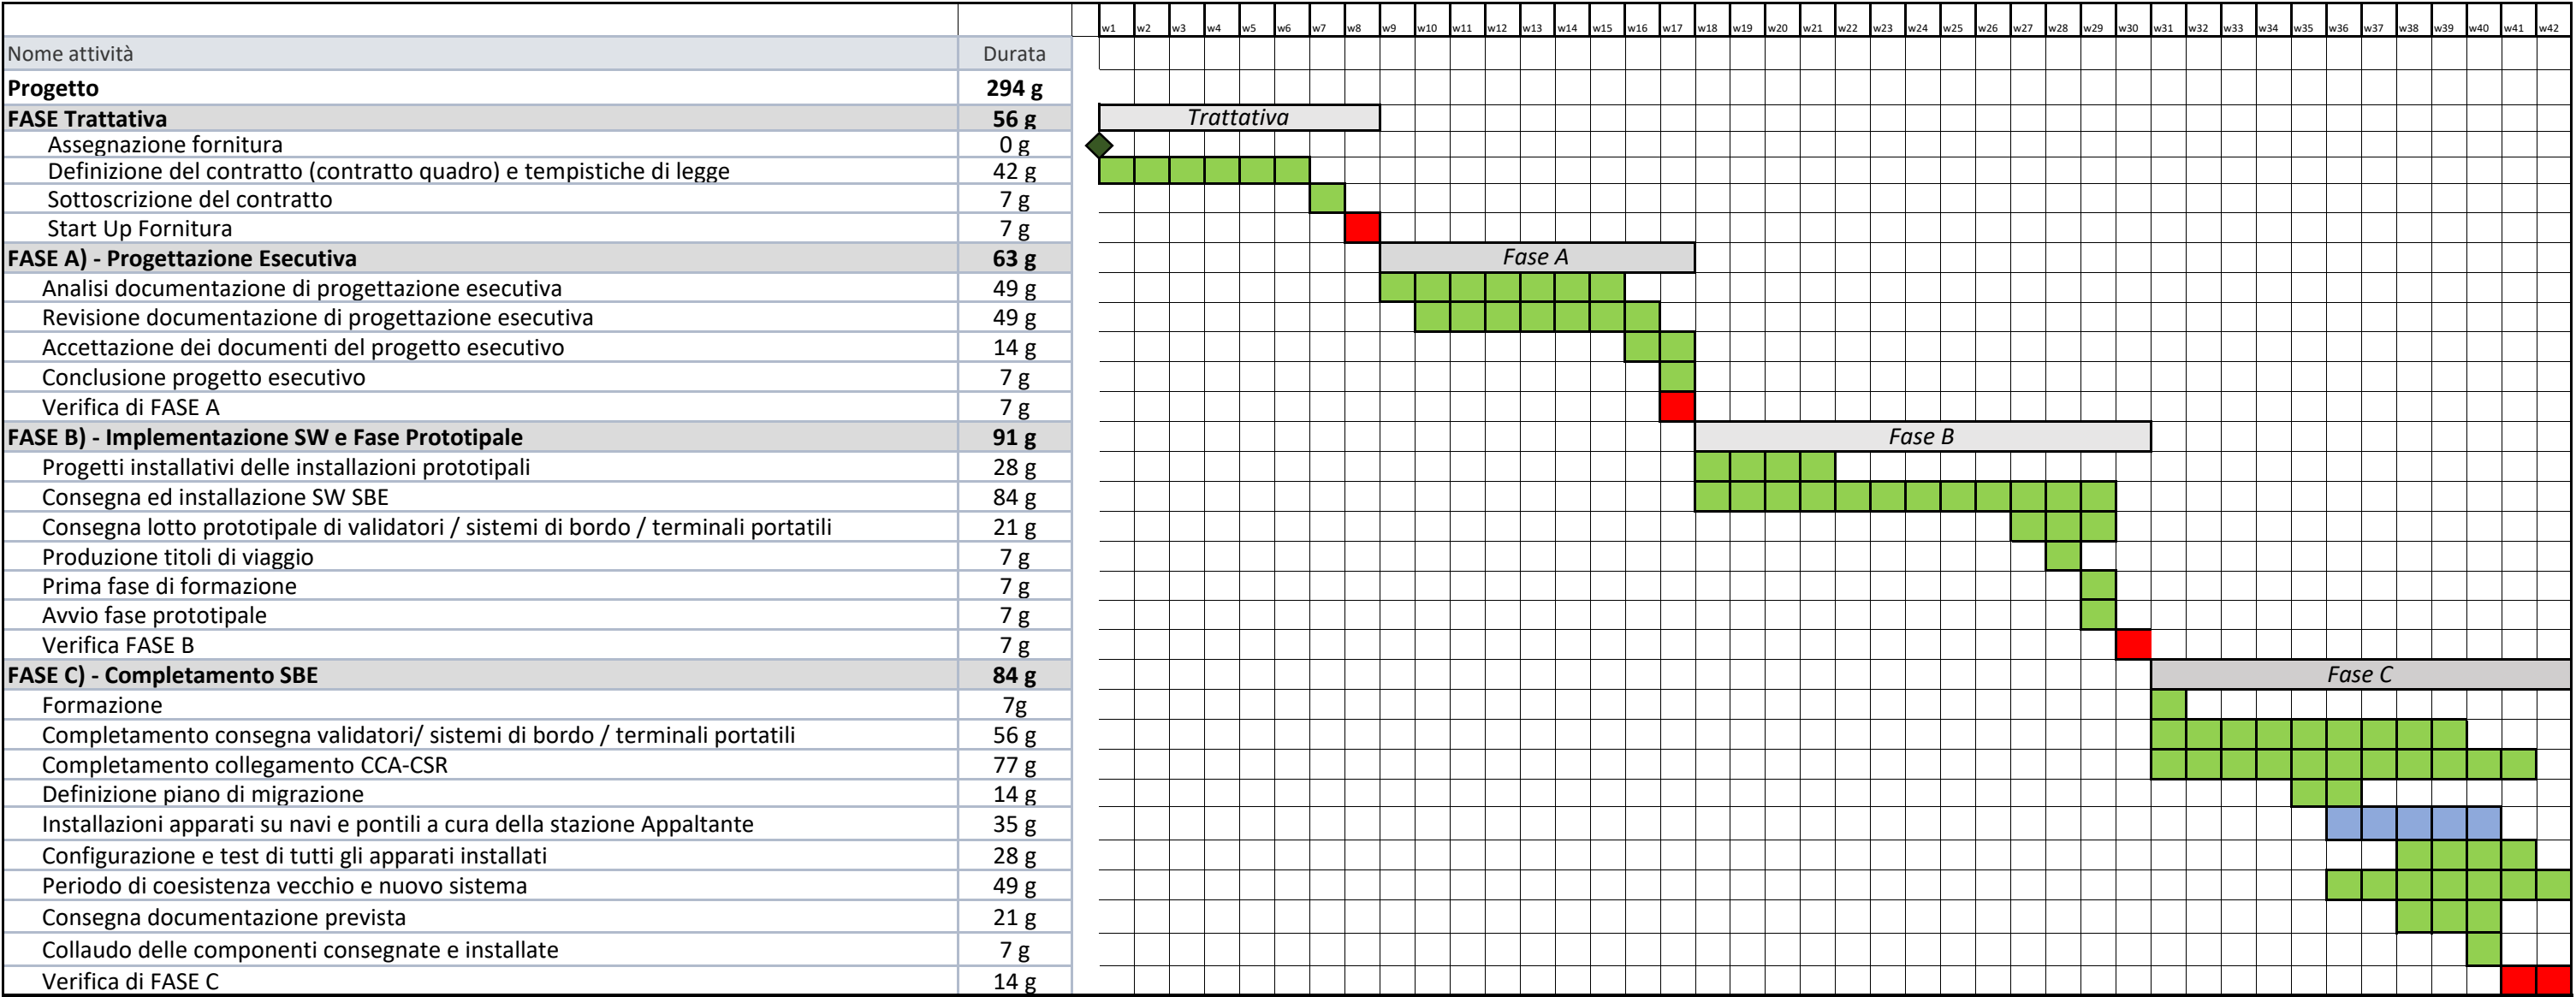 w1 w2 w3 w4 w5 w6 w7 w8 w9 w10 w11 w12 w13 w14 w15 w16 w17 w18 w19 w20 w21 w22 w23 w24 w25 w26 w27 w28 w29 w30 w31 w32 w33 w34 w35 w36 w37 w38 w39 w40 w41 w42
Nome attività Durata
Progetto 294 g
FASE Trattativa 56 g Trattativa
Assegnazione fornitura 0 g
Definizione del contratto (contratto quadro) e tempistiche di legge 42 g
Sottoscrizione del contratto 7 g
Start Up Fornitura 7 g
FASE A) - Progettazione Esecutiva 63 g Fase A
Analisi documentazione di progettazione esecutiva 49 g
Revisione documentazione di progettazione esecutiva 49 g
Accettazione dei documenti del progetto esecutivo 14 g
Conclusione progetto esecutivo 7 g
Verifica di FASE A 7 g
FASE B) - Implementazione SW e Fase Prototipale 91 g Fase B
Progetti installativi delle installazioni prototipali 28 g
Consegna ed installazione SW SBE 84 g
Consegna lotto prototipale di validatori / sistemi di bordo / terminali portatili 21 g
Produzione titoli di viaggio 7 g
Prima fase di formazione 7 g
Avvio fase prototipale 7 g
Verifica FASE B 7 g
FASE C) - Completamento SBE 84 g Fase C
Formazione 7g
Completamento consegna validatori/ sistemi di bordo / terminali portatili 56 g
Completamento collegamento CCA-CSR 77 g
Definizione piano di migrazione 14 g
Installazioni apparati su navi e pontili a cura della stazione Appaltante 35 g
Configurazione e test di tutti gli apparati installati 28 g
Periodo di coesistenza vecchio e nuovo sistema 49 g
Consegna documentazione prevista 21 g
Collaudo delle componenti consegnate e installate 7 g
Verifica di FASE C 14 g